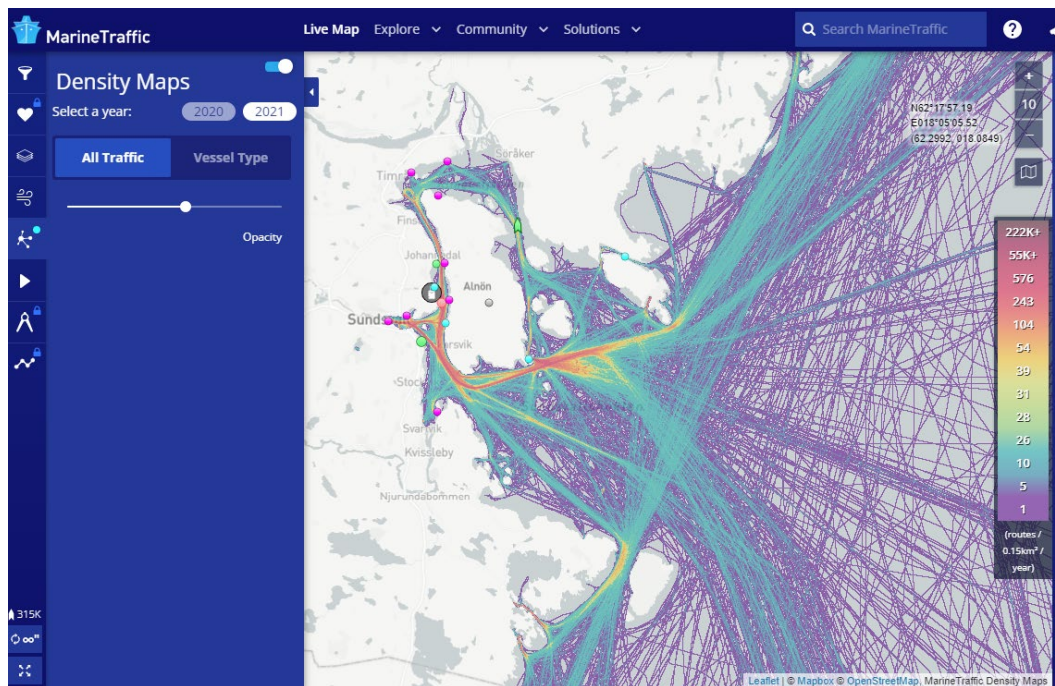 MarineTraffic
Live Map Explore Community Solutions
Search MarineTraffic
?
Density Maps
Select a year: 2020 2021
All Traffic Vessel Type
Opacity
315K
∞"
N62°17'57.19
E018°05'05.52
(62.2992, 018.0849)
+
10
−
Söråker
Timrå
Johannedal
Alnön
Stock
Svartvik
Kvissleby
Njurundabommen
222K+
55K+
576
243
104
54
39
31
28
26
10
5
1
(routes /
0.15km² /
year)
Leaflet | © Mapbox © OpenStreetMap, MarineTraffic Density Maps